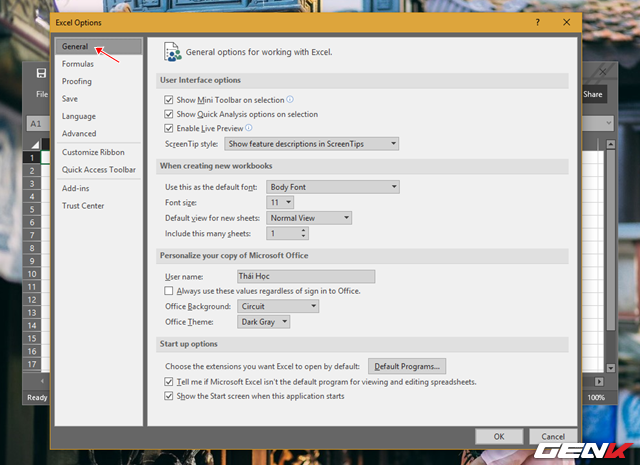 Excel Options
?
File
Share
A1
General
Formulas
Proofing
Save
Language
Advanced
Customize Ribbon
Quick Access Toolbar
Add-ins
Trust Center
General options for working with Excel.
User Interface options
Show Mini Toolbar on selection
Show Quick Analysis options on selection
Enable Live Preview
ScreenTip style: Show feature descriptions in ScreenTips
When creating new workbooks
Use this as the default font: Body Font
Font size: 11
Default view for new sheets: Normal View
Include this many sheets: 1
Personalize your copy of Microsoft Office
User name: Thái Học
Always use these values regardless of sign in to Office.
Office Background: Circuit
Office Theme: Dark Gray
Start up options
Choose the extensions you want Excel to open by default: Default Programs...
Tell me if Microsoft Excel isn't the default program for viewing and editing spreadsheets.
Show the Start screen when this application starts
1
2
3
4
5
6
7
8
9
10
11
12
13
14
15
16
17
Ready
100%
OK Cancel
GENK